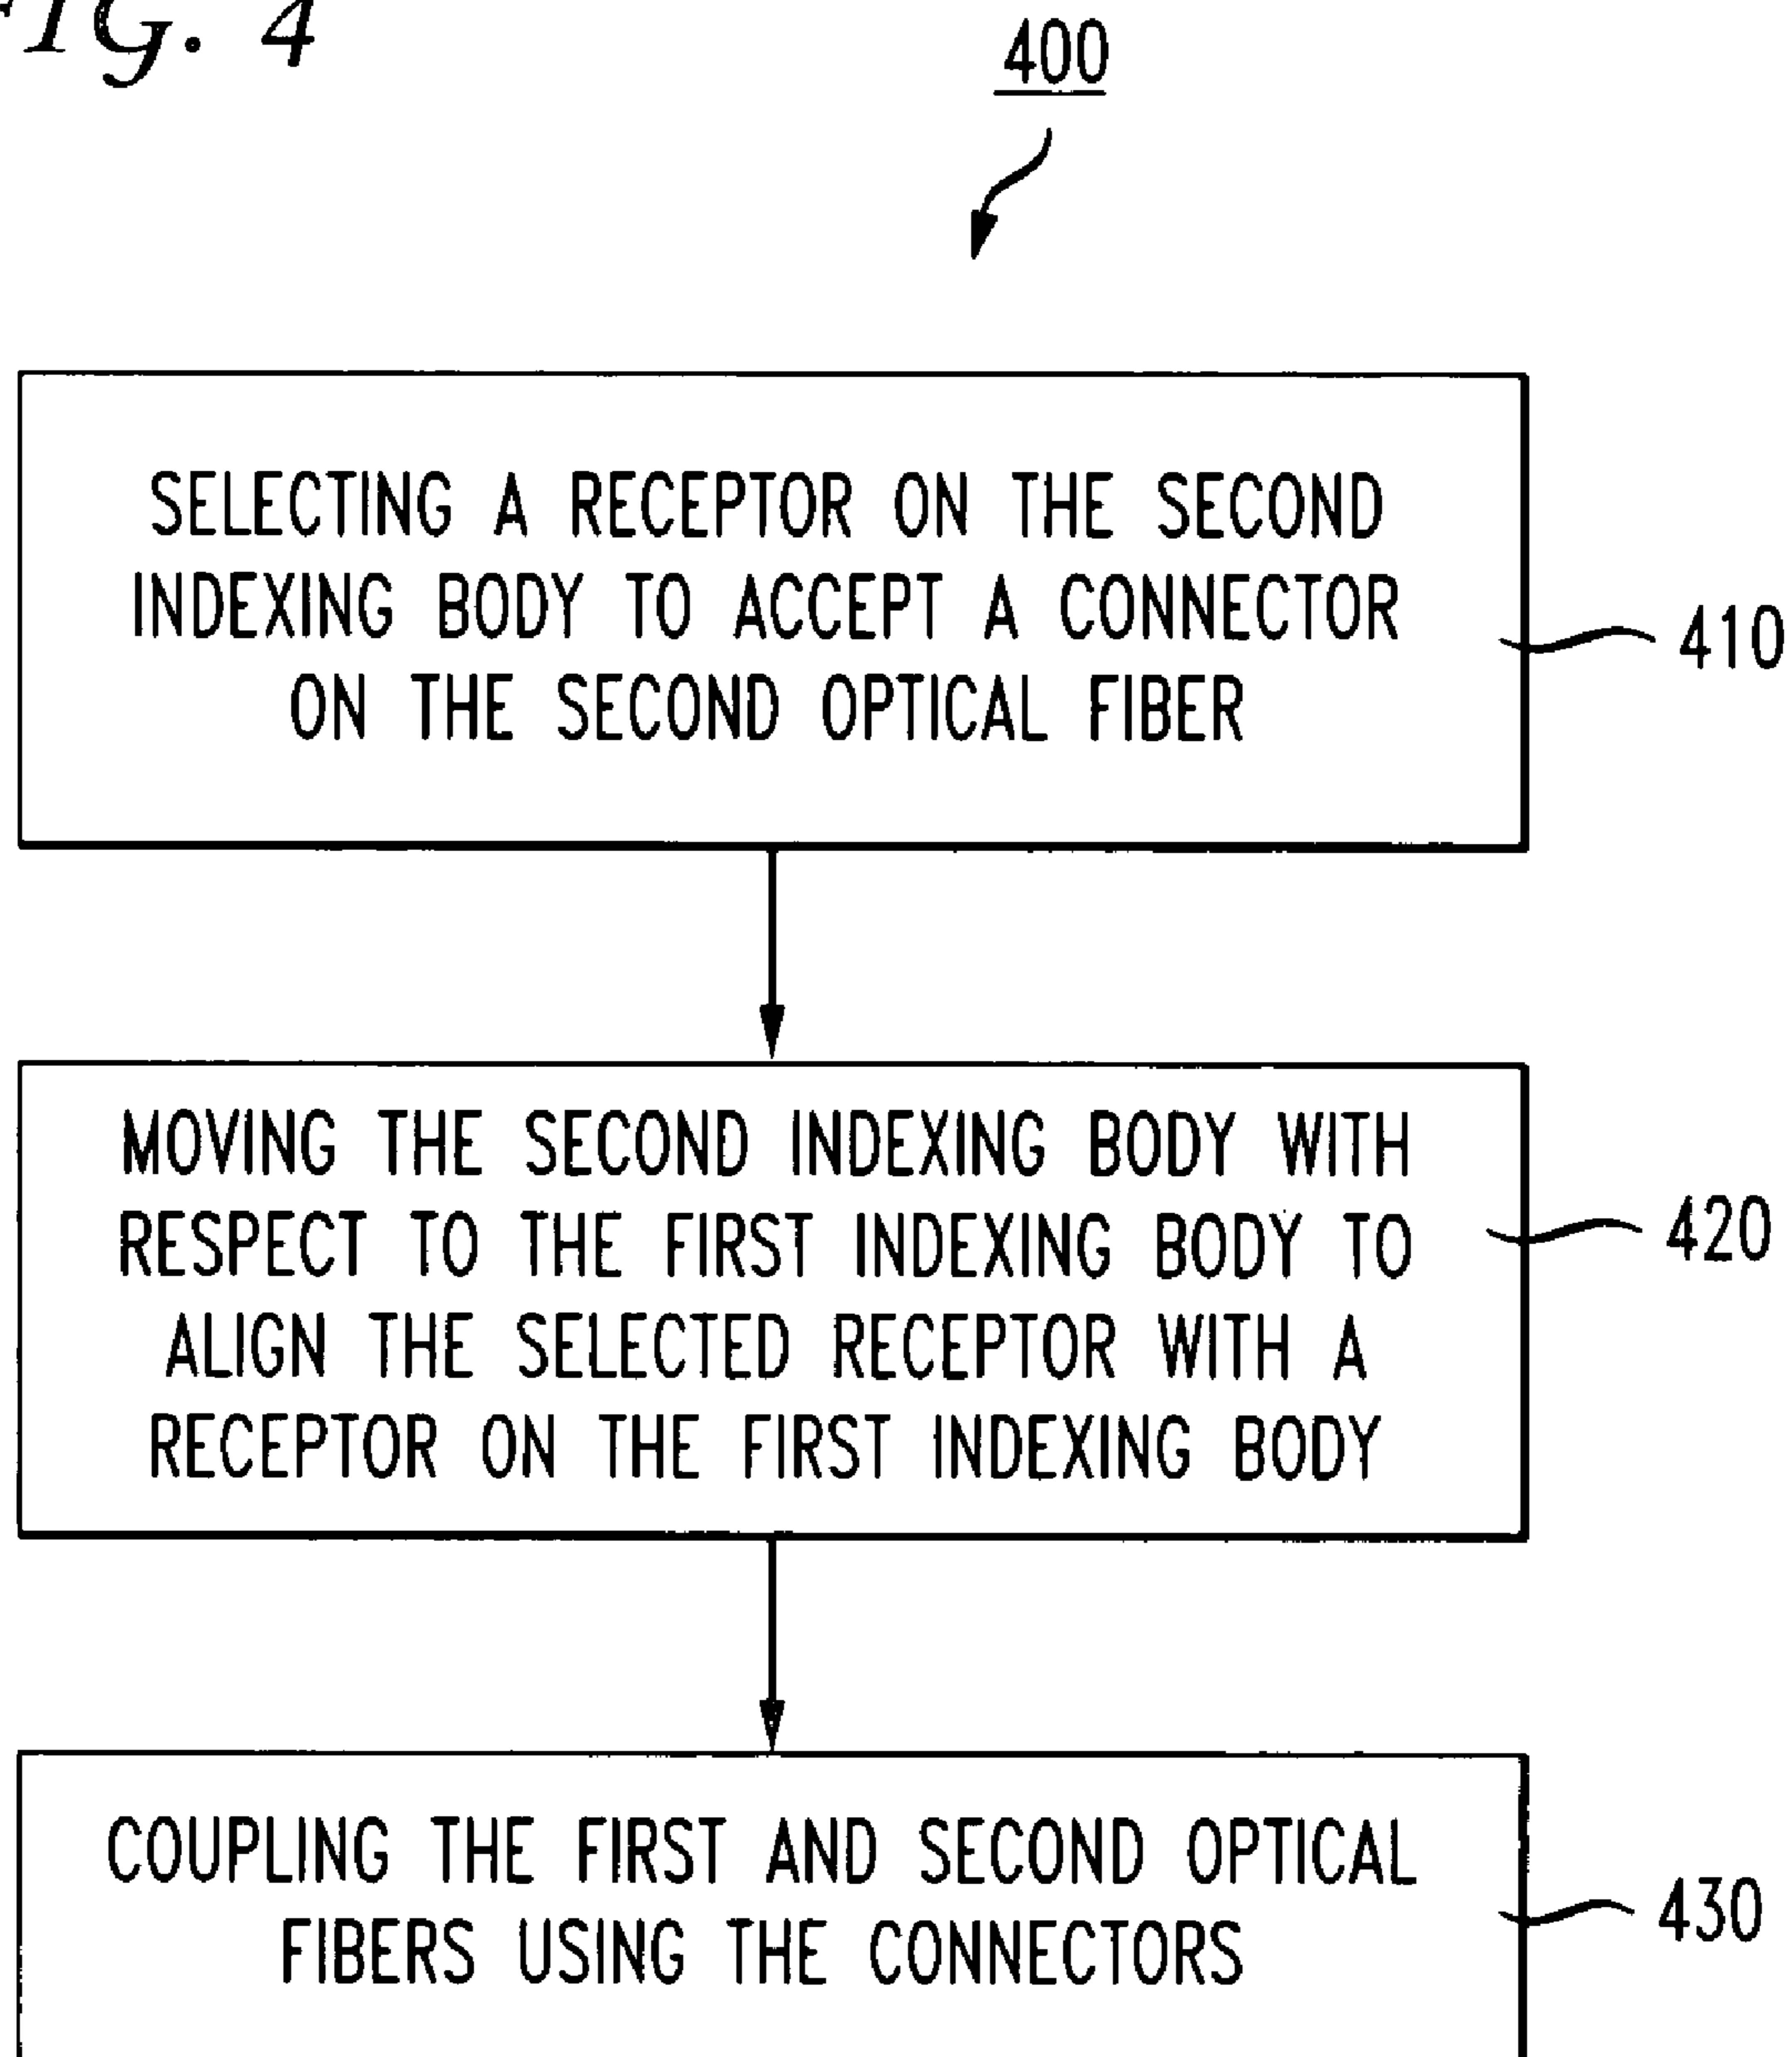 FIG. 4
400
SELECTING A RECEPTOR ON THE SECOND
INDEXING BODY TO ACCEPT A CONNECTOR
ON THE SECOND OPTICAL FIBER
410
MOVING THE SECOND INDEXING BODY WITH
RESPECT TO THE FIRST INDEXING BODY TO
ALIGN THE SELECTED RECEPTOR WITH A
RECEPTOR ON THE FIRST INDEXING BODY
420
COUPLING THE FIRST AND SECOND OPTICAL
FIBERS USING THE CONNECTORS
430